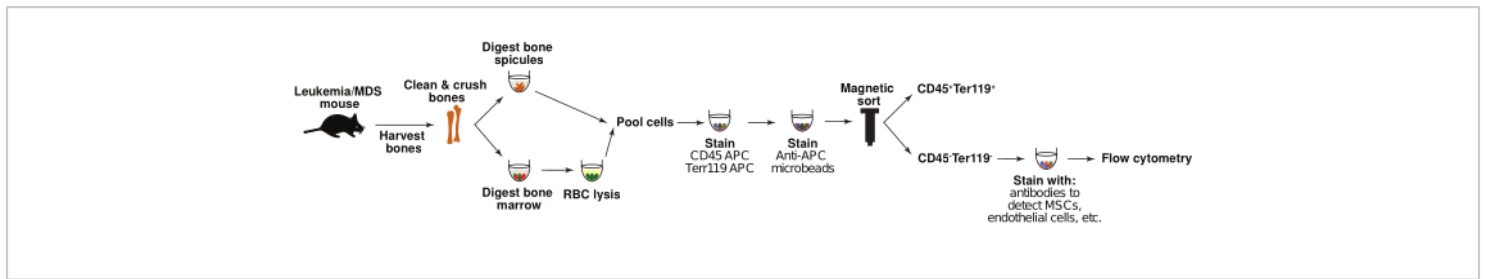 Leukemia/MDS
mouse
Harvest
bones
Clean & crush
bones
Digest bone
spicules
Digest bone
marrow
RBC lysis
Pool cells
Stain
CD45 APC
Terr119 APC
Stain
Anti-APC
microbeads
Magnetic
sort
CD45⁺Ter119⁺
CD45⁻Ter119⁻
Stain with:
antibodies to
detect MSCs,
endothelial cells, etc.
Flow cytometry